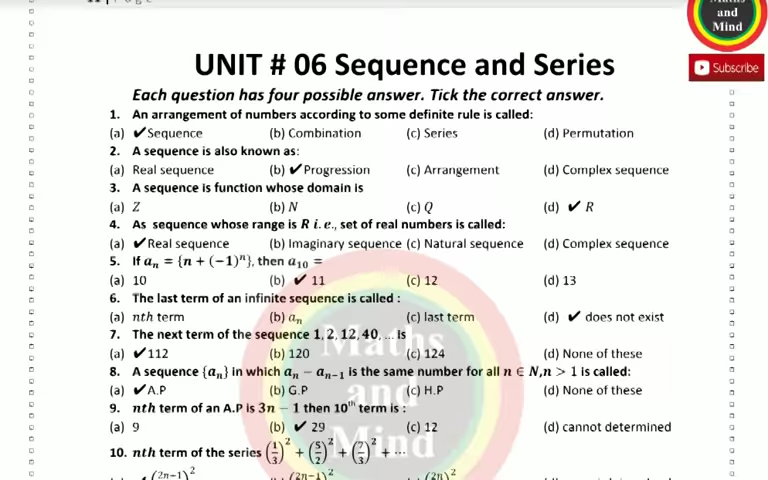 Maths
and
Mind
Subscribe
UNIT # 06 Sequence and Series
Each question has four possible answer. Tick the correct answer.
1. An arrangement of numbers according to some definite rule is called:
(a) ✔Sequence (b) Combination (c) Series (d) Permutation
2. A sequence is also known as:
(a) Real sequence (b) ✔Progression (c) Arrangement (d) Complex sequence
3. A sequence is function whose domain is
(a) Z (b) N (c) Q (d) ✔ R
4. As sequence whose range is R i.e., set of real numbers is called:
(a) ✔Real sequence (b) Imaginary sequence (c) Natural sequence (d) Complex sequence
5. If aₙ = {n + (−1)ⁿ}, then a₁₀ =
(a) 10 (b) ✔ 11 (c) 12 (d) 13
6. The last term of an infinite sequence is called :
(a) nth term (b) aₙ (c) last term (d) ✔ does not exist
7. The next term of the sequence 1, 2, 12, 40, … is
(a) ✔112 (b) 120 (c) 124 (d) None of these
8. A sequence {aₙ} in which aₙ − aₙ₋₁ is the same number for all n ∈ N, n > 1 is called:
(a) ✔A.P (b) G.P (c) H.P (d) None of these
9. nth term of an A.P is 3n − 1 then 10th term is :
(a) 9 (b) ✔ 29 (c) 12 (d) cannot determined
10. nth term of the series (1/3)² + (5/2)² + (7/3)² + ⋯
Maths
and
Mind